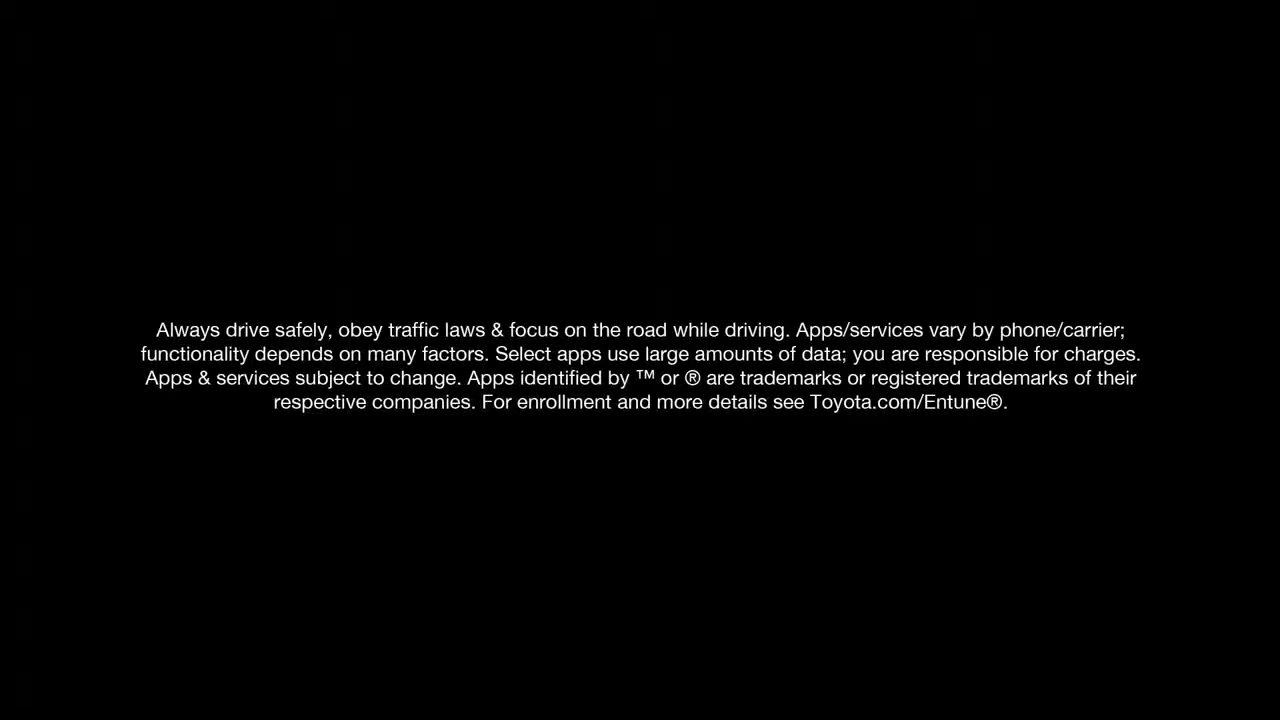 Always drive safely, obey traffic laws & focus on the road while driving. Apps/services vary by phone/carrier;
functionality depends on many factors. Select apps use large amounts of data; you are responsible for charges.
Apps & services subject to change. Apps identified by ™ or ® are trademarks or registered trademarks of their
respective companies. For enrollment and more details see Toyota.com/Entune®.